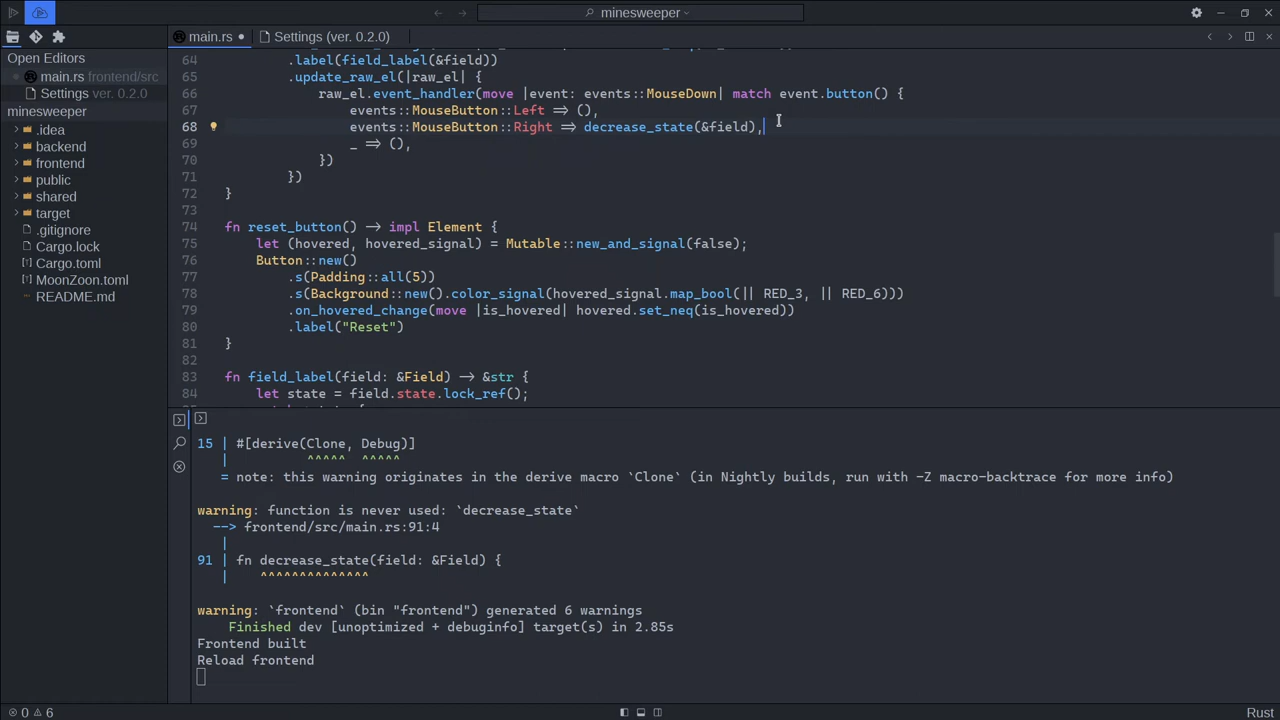 minesweeper
main.rs
Settings (ver. 0.2.0)
Open Editors
main.rs frontend/src
Settings ver. 0.2.0
minesweeper
.idea
backend
frontend
public
shared
target
.gitignore
Cargo.lock
Cargo.toml
MoonZoon.toml
README.md
64 .label(field_label(&field))
65 .update_raw_el(|raw_el| {
66 raw_el.event_handler(move |event: events::MouseDown| match event.button() {
67 events::MouseButton::Left => (),
68 events::MouseButton::Right => decrease_state(&field),
69 _ => (),
70 })
71 })
72 }
73
74 fn reset_button() -> impl Element {
75 let (hovered, hovered_signal) = Mutable::new_and_signal(false);
76 Button::new()
77 .s(Padding::all(5))
78 .s(Background::new().color_signal(hovered_signal.map_bool(|| RED_3, || RED_6)))
79 .on_hovered_change(move |is_hovered| hovered.set_neq(is_hovered))
80 .label("Reset")
81 }
82
83 fn field_label(field: &Field) -> &str {
84 let state = field.state.lock_ref();
15 | #[derive(Clone, Debug)]
| ^^^^^ ^^^^^
= note: this warning originates in the derive macro `Clone` (in Nightly builds, run with -Z macro-backtrace for more info)
warning: function is never used: `decrease_state`
--> frontend/src/main.rs:91:4
|
91 | fn decrease_state(field: &Field) {
| ^^^^^^^^^^^^^^
warning: `frontend` (bin "frontend") generated 6 warnings
Finished dev [unoptimized + debuginfo] target(s) in 2.85s
Frontend built
Reload frontend
0 6
Rust